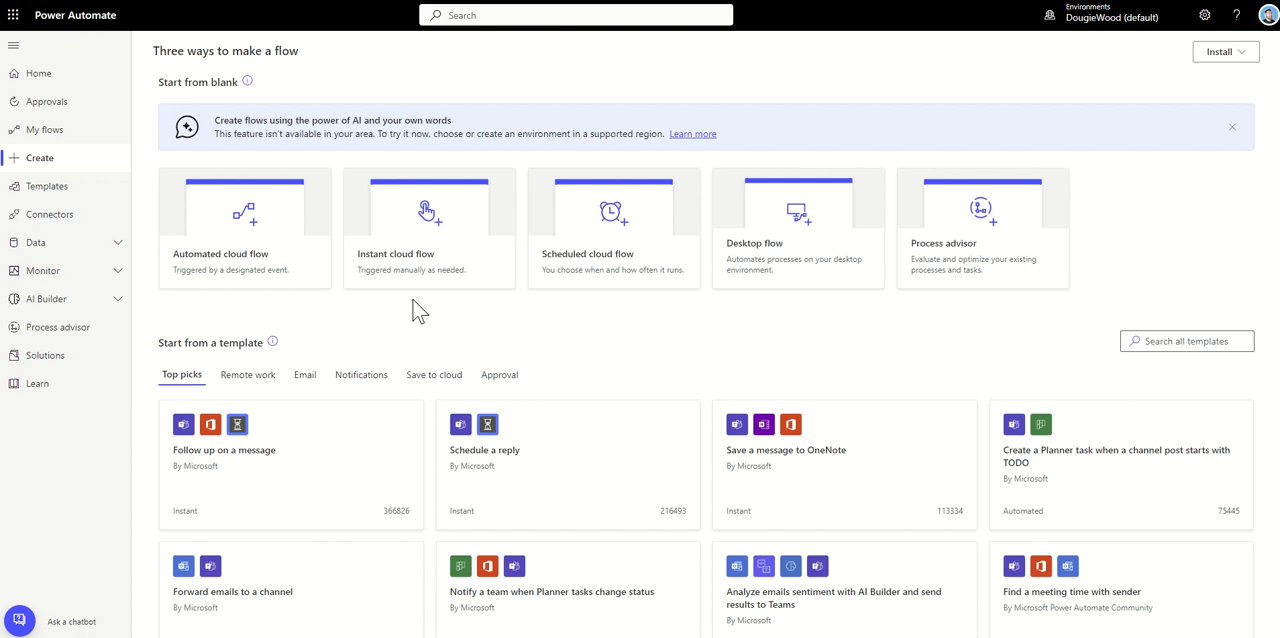 Power Automate
Search
Environments
DougieWood (default)
?
Home
Approvals
My flows
Create
Templates
Connectors
Data
Monitor
AI Builder
Process advisor
Solutions
Learn
Ask a chatbot
Three ways to make a flow
Install
Start from blank
Create flows using the power of AI and your own words
This feature isn't available in your area. To try it now, choose or create an environment in a supported region. Learn more
Automated cloud flow
Triggered by a designated event.
Instant cloud flow
Triggered manually as needed.
Scheduled cloud flow
You choose when and how often it runs.
Desktop flow
Automates processes on your desktop
environment.
Process advisor
Evaluate and optimize your existing
processes and tasks.
Start from a template
Search all templates
Top picks Remote work Email Notifications Save to cloud Approval
Follow up on a message
By Microsoft
Instant 366826
Schedule a reply
By Microsoft
Instant 216493
Save a message to OneNote
By Microsoft
Instant 113334
Create a Planner task when a channel post starts with
TODO
By Microsoft
Automated 75445
Forward emails to a channel
By Microsoft
Notify a team when Planner tasks change status
By Microsoft
Analyze emails sentiment with AI Builder and send
results to Teams
By Microsoft
Find a meeting time with sender
By Microsoft Power Automate Community